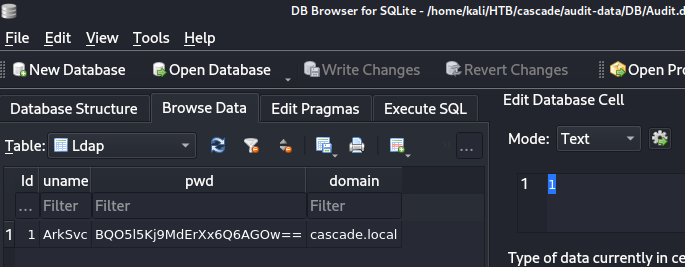 DB Browser for SQLite - /home/kali/HTB/cascade/audit-data/DB/Audit.d
File Edit View Tools Help
New Database Open Database Write Changes Revert Changes Open Pro
Database Structure Browse Data Edit Pragmas Execute SQL Edit Database Cell
Table: Ldap ... Mode: Text
Id uname pwd domain
... Filter Filter Filter
1 1 ArkSvc BQO5l5Kj9MdErXx6Q6AGOw== cascade.local
1 1
Type of data currently in ce